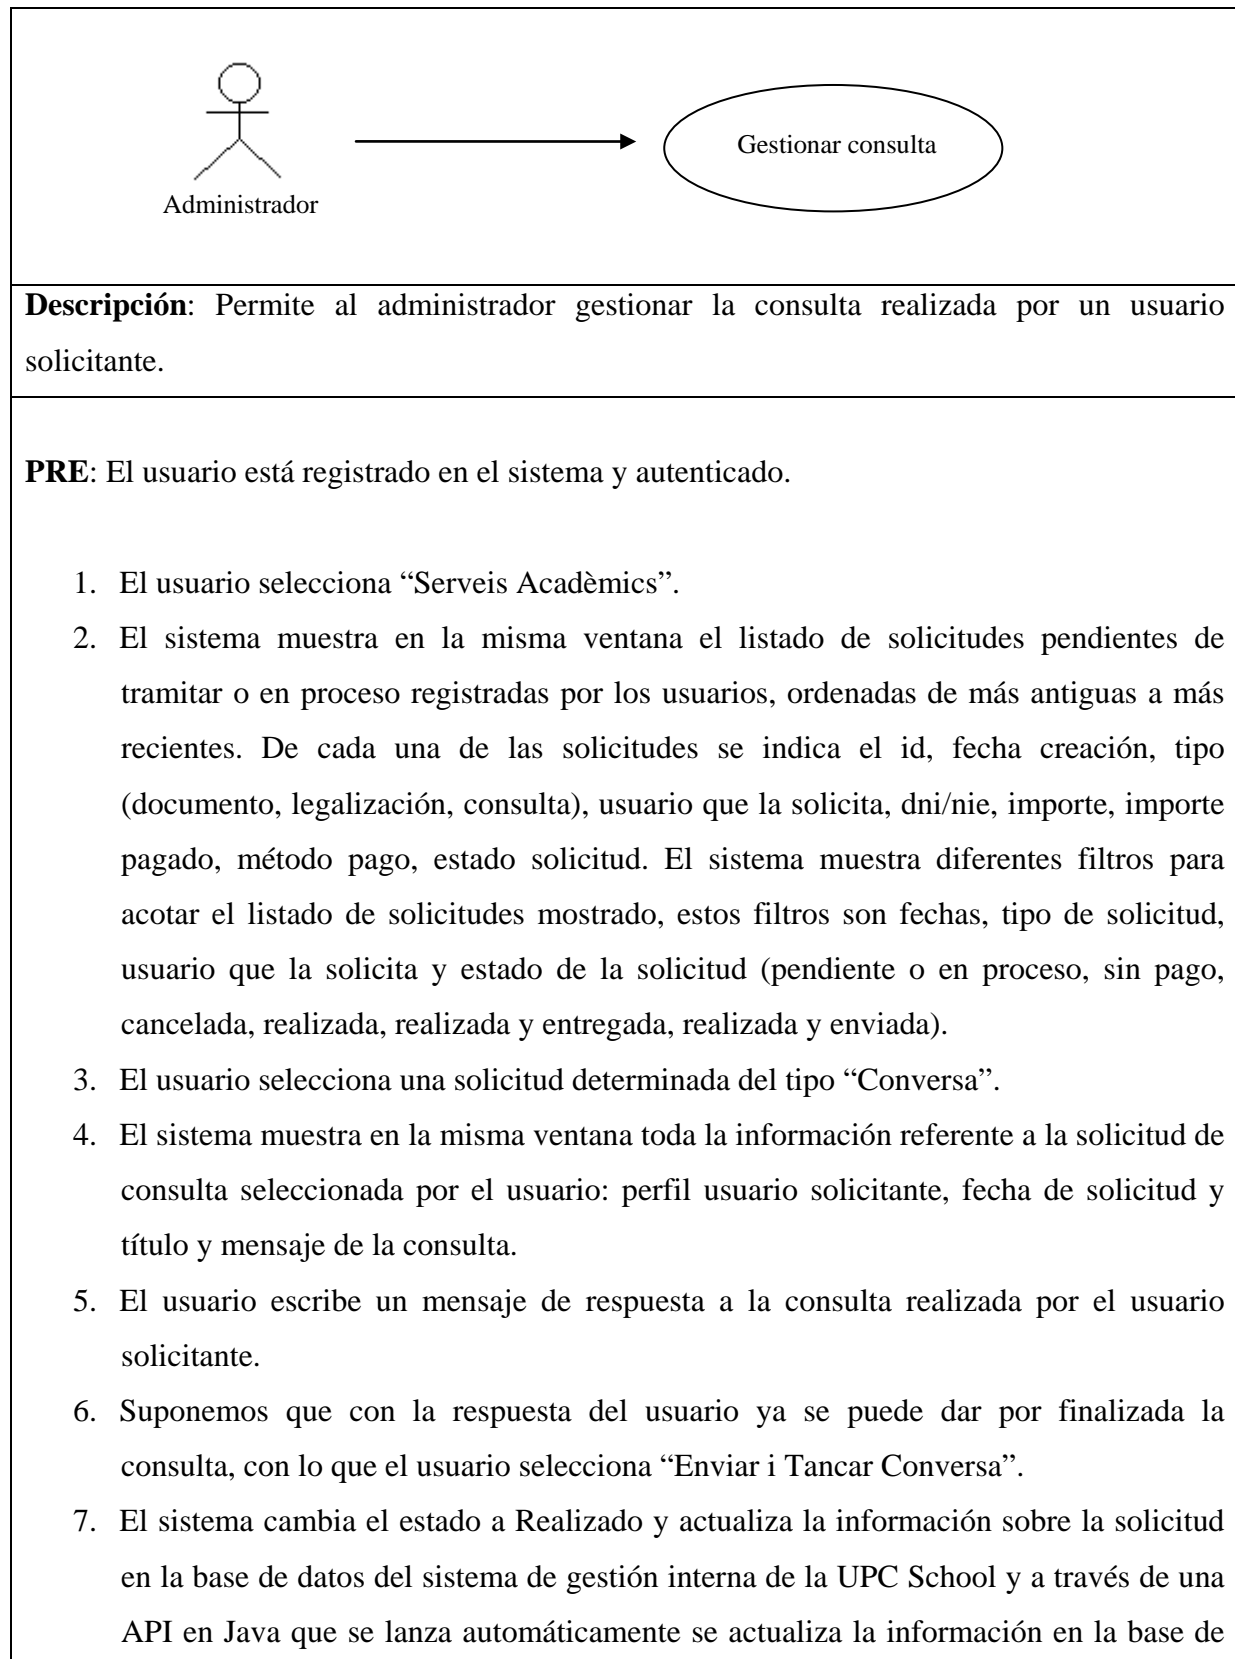 Gestionar consulta
Administrador
Descripción: Permite al administrador gestionar la consulta realizada por un usuario
solicitante.
PRE: El usuario está registrado en el sistema y autenticado.
1. El usuario selecciona “Serveis Acadèmics”.
2. El sistema muestra en la misma ventana el listado de solicitudes pendientes de
tramitar o en proceso registradas por los usuarios, ordenadas de más antiguas a más
recientes. De cada una de las solicitudes se indica el id, fecha creación, tipo
(documento, legalización, consulta), usuario que la solicita, dni/nie, importe, importe
pagado, método pago, estado solicitud. El sistema muestra diferentes filtros para
acotar el listado de solicitudes mostrado, estos filtros son fechas, tipo de solicitud,
usuario que la solicita y estado de la solicitud (pendiente o en proceso, sin pago,
cancelada, realizada, realizada y entregada, realizada y enviada).
3. El usuario selecciona una solicitud determinada del tipo “Conversa”.
4. El sistema muestra en la misma ventana toda la información referente a la solicitud de
consulta seleccionada por el usuario: perfil usuario solicitante, fecha de solicitud y
título y mensaje de la consulta.
5. El usuario escribe un mensaje de respuesta a la consulta realizada por el usuario
solicitante.
6. Suponemos que con la respuesta del usuario ya se puede dar por finalizada la
consulta, con lo que el usuario selecciona “Enviar i Tancar Conversa”.
7. El sistema cambia el estado a Realizado y actualiza la información sobre la solicitud
en la base de datos del sistema de gestión interna de la UPC School y a través de una
API en Java que se lanza automáticamente se actualiza la información en la base de